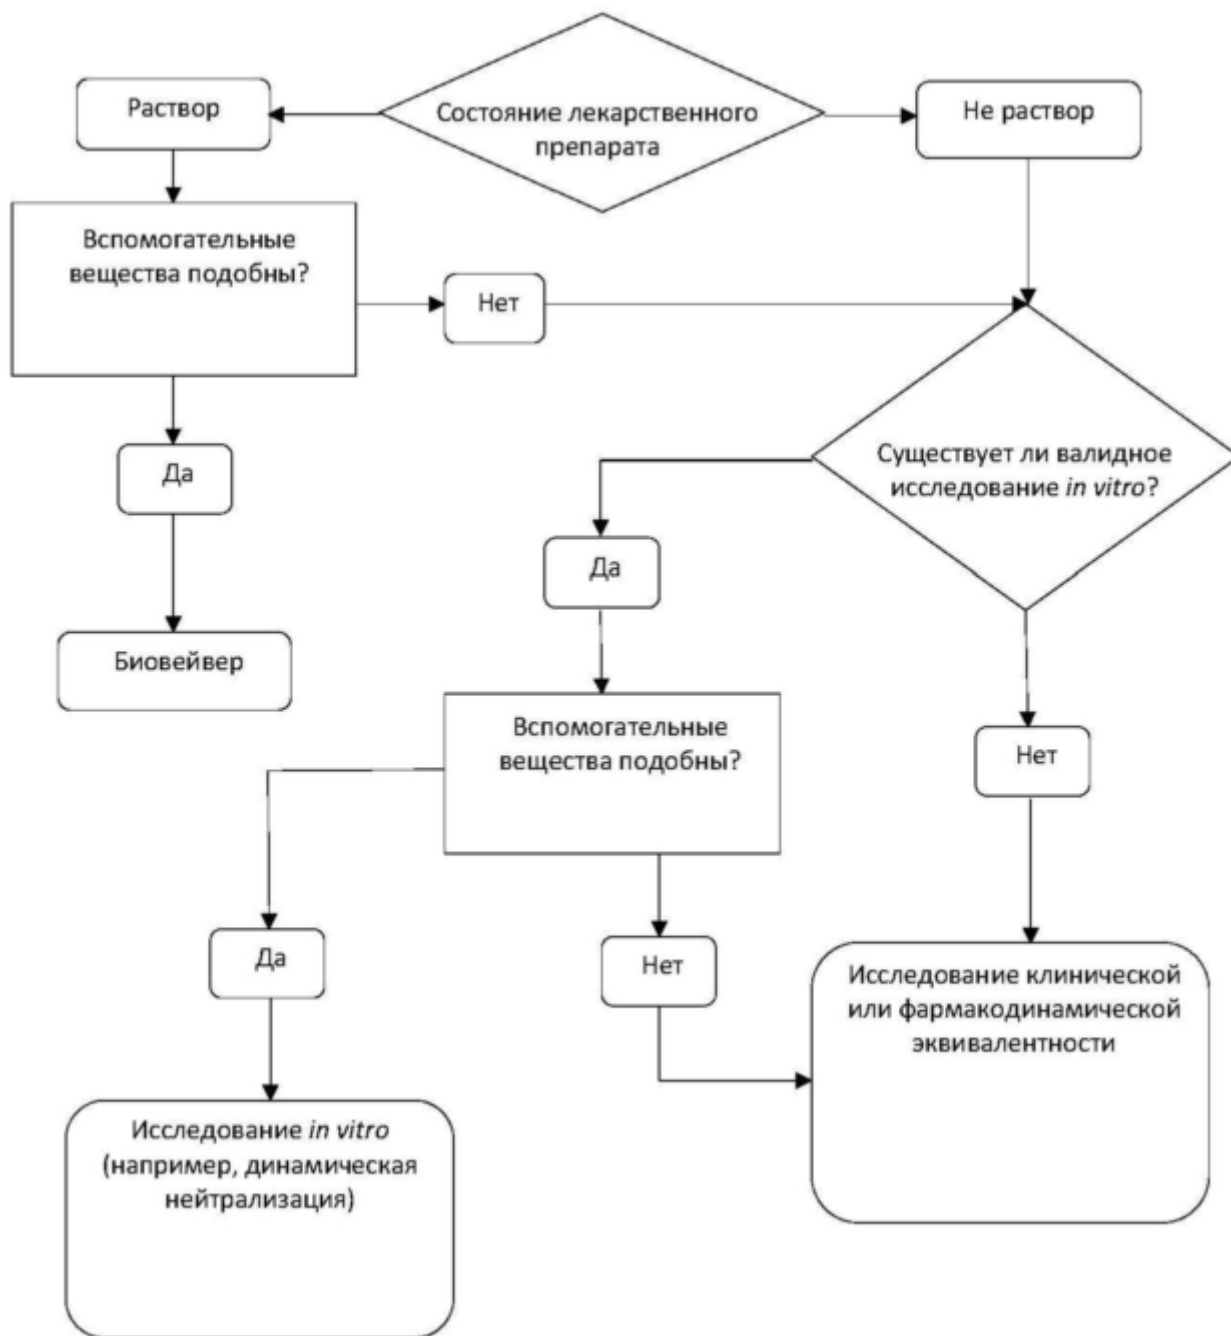 Раствор
Состояние лекарственного
препарата
Не раствор
Вспомогательные
вещества подобны?
Нет
Да
Существует ли валидное
исследование in vitro?
Да
Биовейвер
Вспомогательные
вещества подобны?
Нет
Да
Нет
Исследование клинической
или фармакодинамической
эквивалентности
Исследование in vitro
(например, динамическая
нейтрализация)